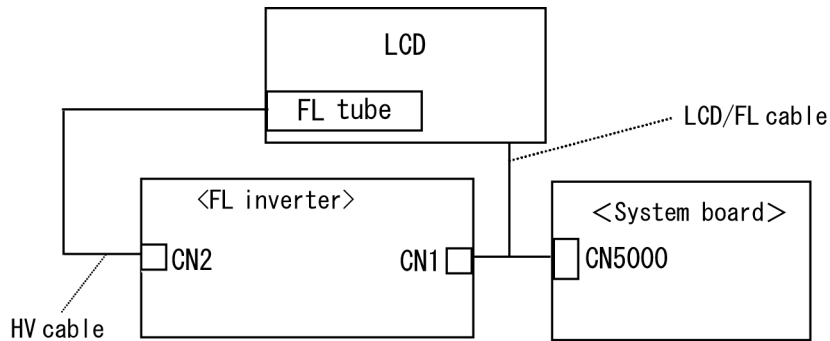 LCD
FL tube
LCD/FL cable
<FL inverter>
<System board>
CN2
CN1
CN5000
HV cable